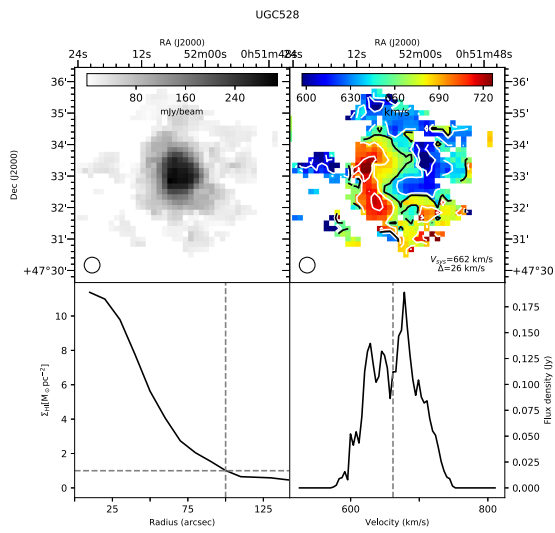 UGC528
RA (J2000)
RA (J2000)
24s 12s 52m00s 0h51m48s
24s 12s 52m00s 0h51m48s
36' 35' 34' 33' 32' 31' +47°30'
Dec (J2000)
80 160 240
mJy/beam
600 630 660 690 720
km/s
V_sys=662 km/s
Δ=26 km/s
36' 35' 34' 33' 32' 31' +47°30'
Σ_HI[M_⊙pc⁻²]
10
8
6
4
2
0
25 75 125
Radius (arcsec)
600 700 800
Velocity (km/s)
0.175
0.150
0.125
0.100
0.075
0.050
0.025
0.000
Flux density (Jy)